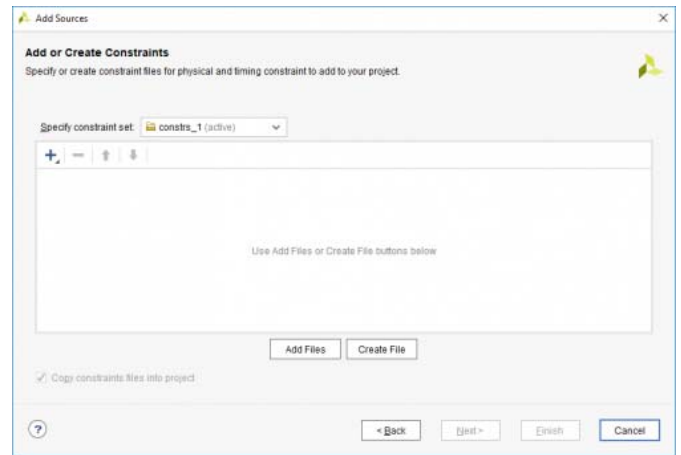 Add Sources
Add or Create Constraints
Specify or create constraint files for physical and timing constraint to add to your project.
Specify constraint set: constrs_1 (active)
Use Add Files or Create File buttons below
Add Files Create File
Copy constraints files into project
? < Back Next > Finish Cancel